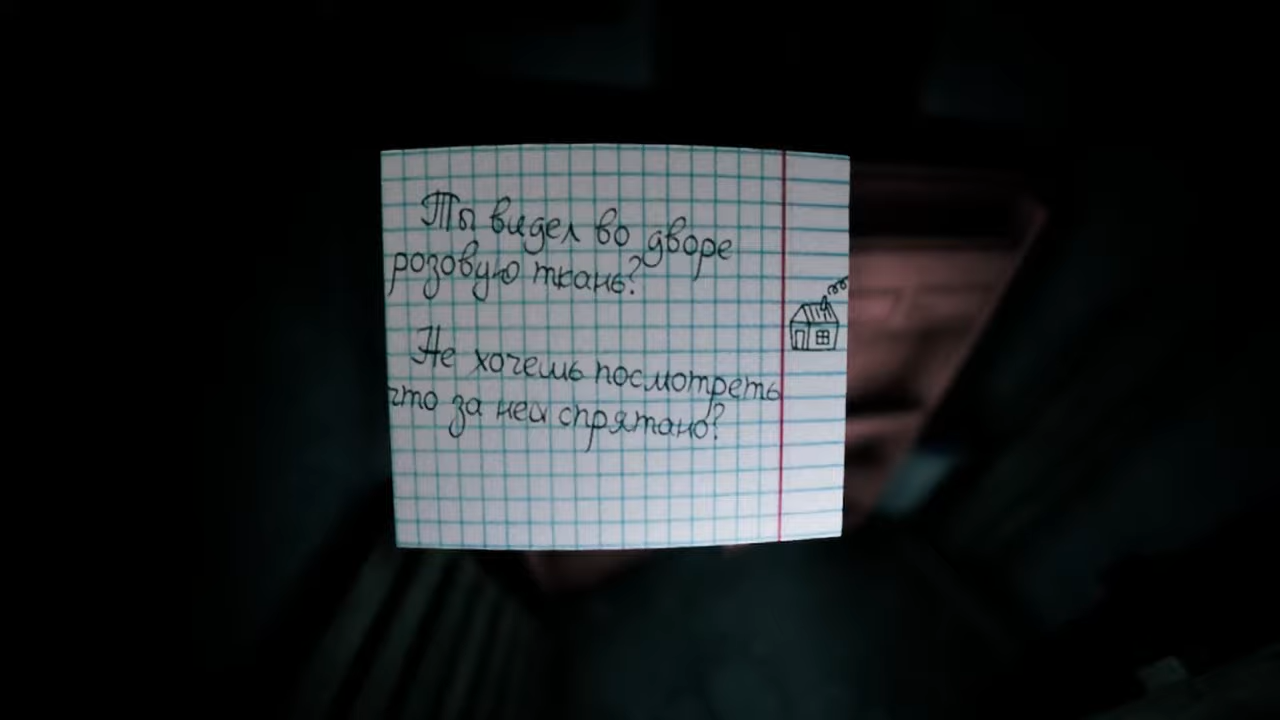 Ты видел во дворе
розовую ткань?
Не хочешь посмотреть
что за ней спрятано?